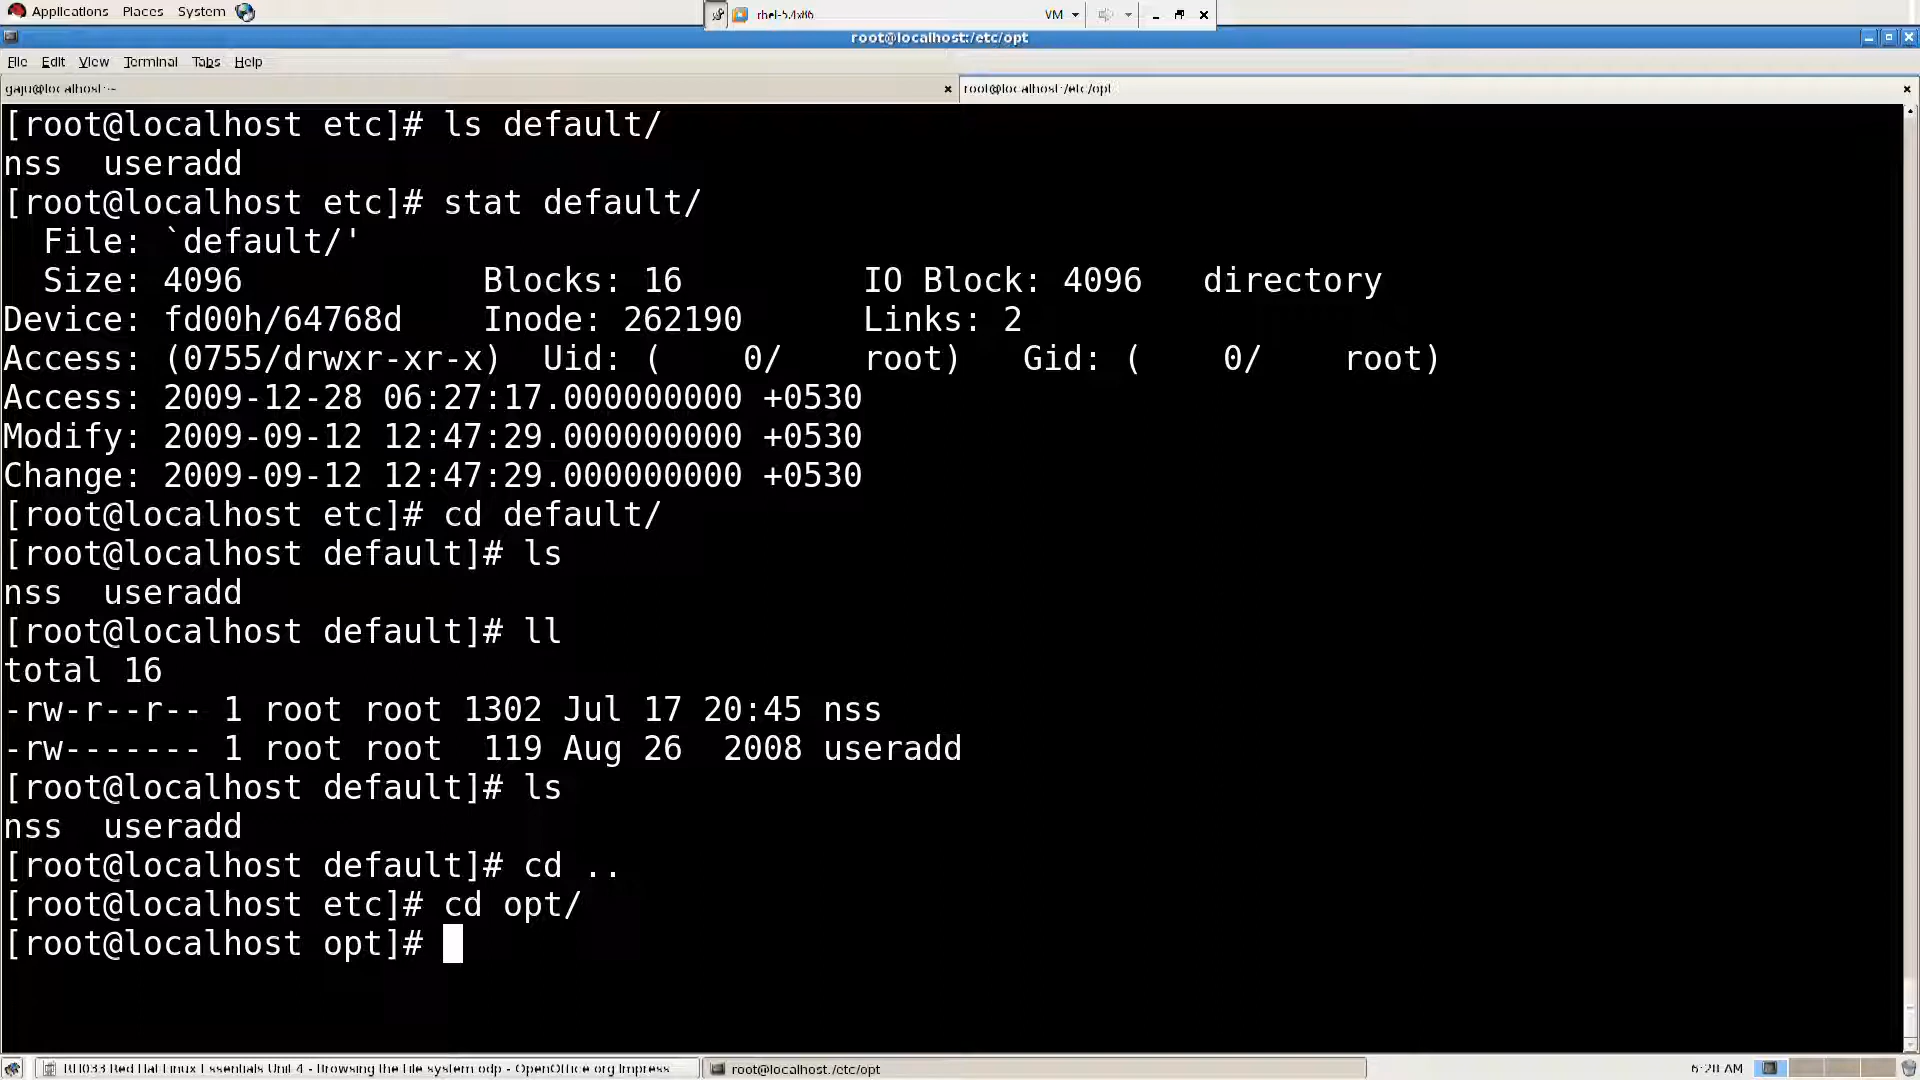 Applications Places System
rhel-5.4x86
VM
root@localhost:/etc/opt
File Edit View Terminal Tabs Help
gaju@localhost:~
root@localhost:/etc/opt
[root@localhost etc]# ls default/
nss  useradd
[root@localhost etc]# stat default/
  File: `default/'
  Size: 4096            Blocks: 16         IO Block: 4096   directory
Device: fd00h/64768d    Inode: 262190      Links: 2
Access: (0755/drwxr-xr-x)  Uid: (    0/    root)   Gid: (    0/    root)
Access: 2009-12-28 06:27:17.000000000 +0530
Modify: 2009-09-12 12:47:29.000000000 +0530
Change: 2009-09-12 12:47:29.000000000 +0530
[root@localhost etc]# cd default/
[root@localhost default]# ls
nss  useradd
[root@localhost default]# ll
total 16
-rw-r--r-- 1 root root 1302 Jul 17 20:45 nss
-rw------- 1 root root  119 Aug 26  2008 useradd
[root@localhost default]# ls
nss  useradd
[root@localhost default]# cd ..
[root@localhost etc]# cd opt/
[root@localhost opt]#
RH033 Red Hat Linux Essentials Unit 4 - Browsing the File system odp - OpenOffice.org Impress
root@localhost:/etc/opt
6:28 AM